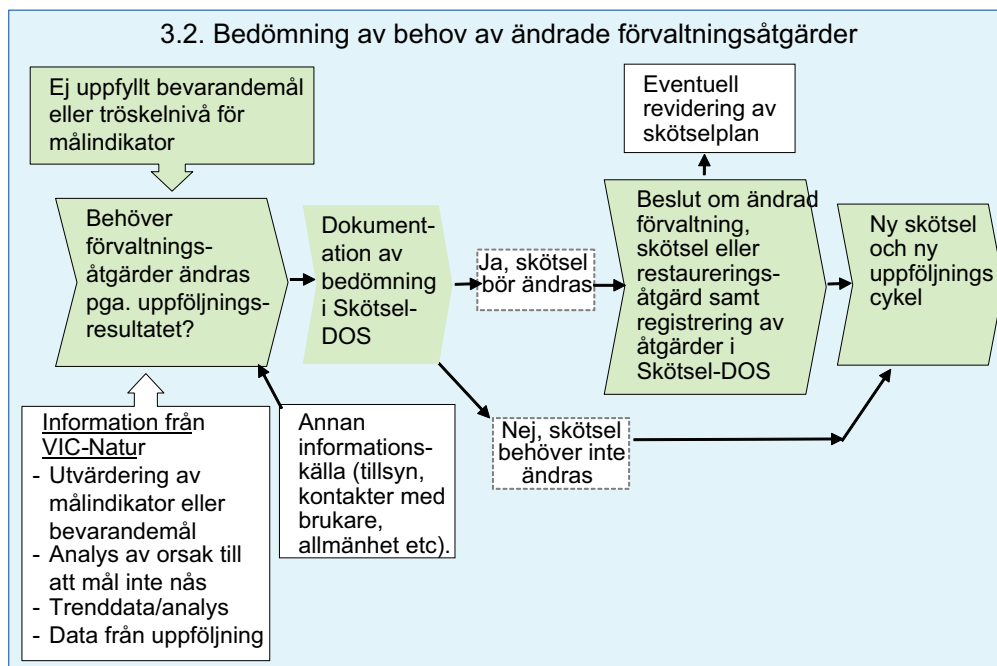 3.2. Bedömning av behov av ändrade förvaltningsåtgärder
Ej uppfyllt bevarandemål
eller tröskelnivå för
målindikator
Behöver
förvaltnings-
åtgärder ändras
pga. uppföljnings-
resultatet?
Information från
VIC-Natur
- Utvärdering av
målindikator eller
bevarandemål
- Analys av orsak till
att mål inte nås
- Trenddata/analys
- Data från uppföljning
Annan
informations-
källa (tillsyn,
kontakter med
brukare,
allmänhet etc).
Dokument-
ation av
bedömning
i Skötsel-
DOS
Ja, skötsel
bör ändras
Nej, skötsel
behöver inte
ändras
Eventuell
revidering av
skötselplan
Beslut om ändrad
förvaltning,
skötsel eller
restaurerings-
åtgärd samt
registrering av
åtgärder i
Skötsel-DOS
Ny skötsel
och ny
uppföljnings
cykel